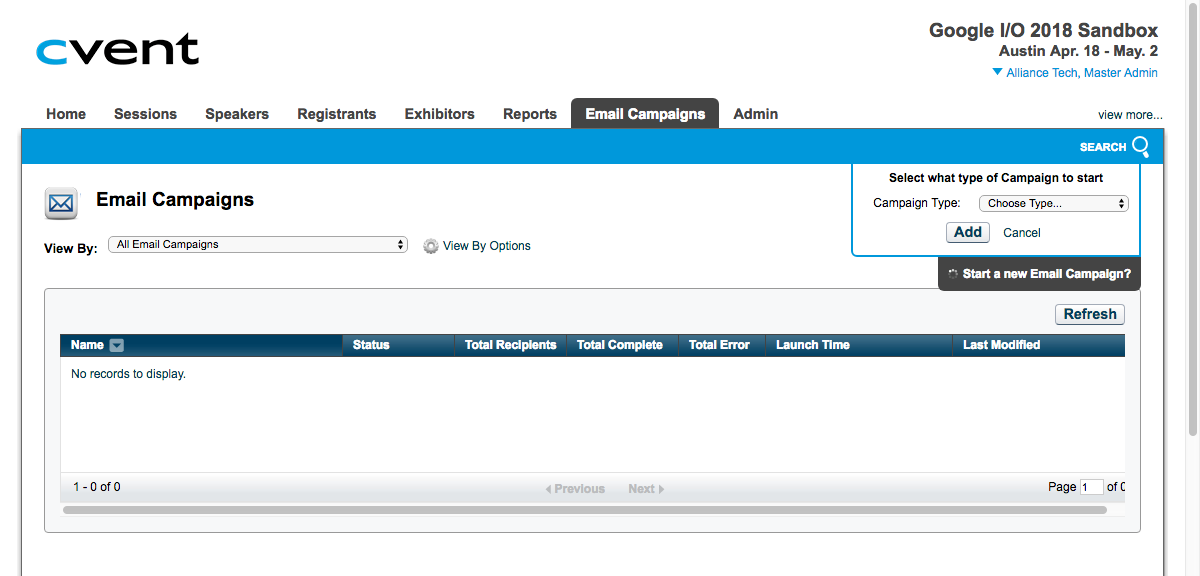 cvent
Google I/O 2018 Sandbox
Austin Apr. 18 - May. 2
Alliance Tech, Master Admin
Home Sessions Speakers Registrants Exhibitors Reports Email Campaigns Admin view more...
SEARCH
Select what type of Campaign to start
Email Campaigns
Campaign Type: Choose Type...
Add Cancel
View By: All Email Campaigns View By Options
Start a new Email Campaign?
Refresh
Name Status Total Recipients Total Complete Total Error Launch Time Last Modified
No records to display.
1 - 0 of 0 Previous Next Page 1 of 0